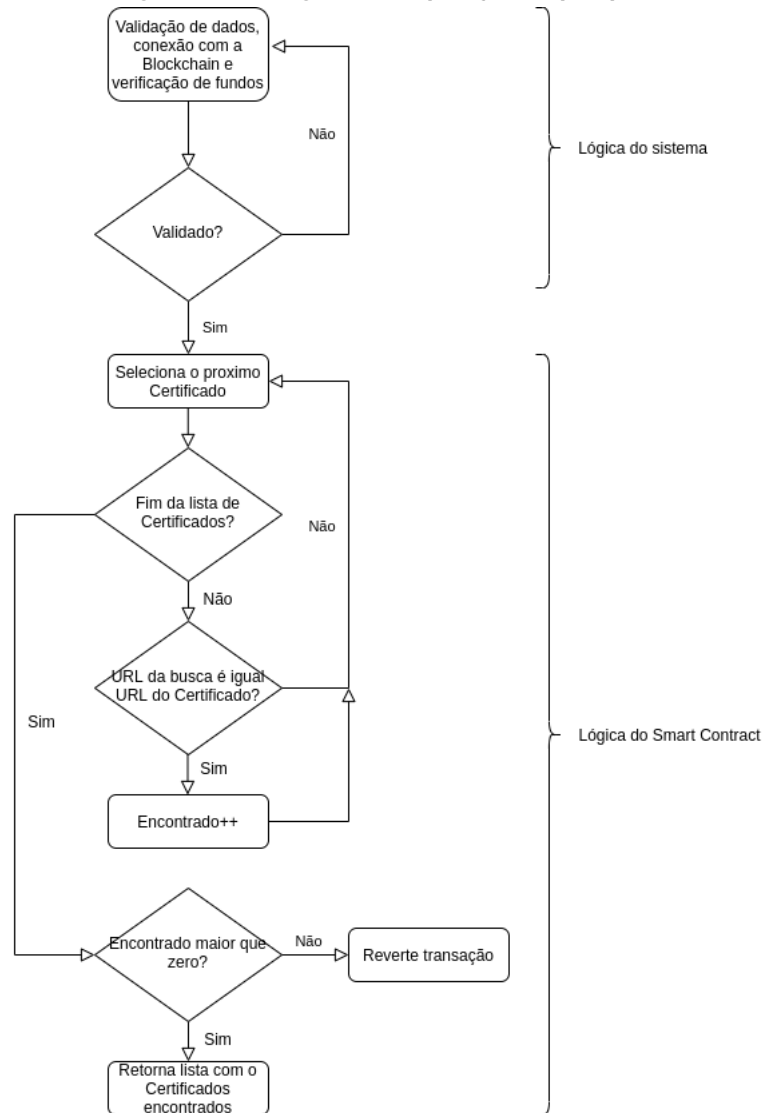 Validação de dados,
conexão com a
Blockchain e
verificação de fundos
Não
Lógica do sistema
Validado?
Sim
Seleciona o proximo
Certificado
Fim da lista de
Certificados?
Não
Não
URL da busca é igual
URL do Certificado?
Sim
Sim
Lógica do Smart Contract
Encontrado++
Encontrado maior que
zero?
Não
Reverte transação
Sim
Retorna lista com o
Certificados
encontrados